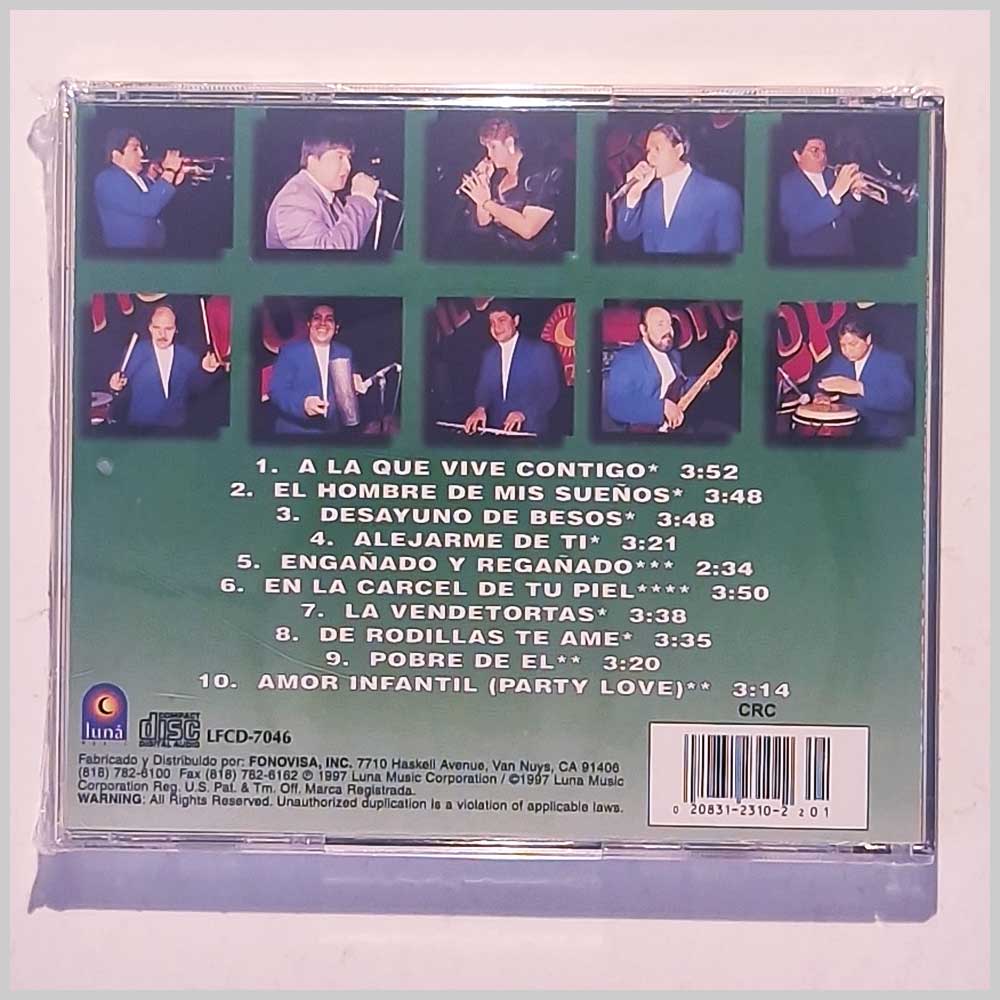 1. A LA QUE VIVE CONTIGO* 3:52
2. EL HOMBRE DE MIS SUEÑOS* 3:48
3. DESAYUNO DE BESOS* 3:48
4. ALEJARME DE TI* 3:21
5. ENGAÑADO Y REGAÑADO*** 2:34
6. EN LA CARCEL DE TU PIEL**** 3:50
7. LA VENDETORTAS* 3:38
8. DE RODILLAS TE AME* 3:35
9. POBRE DE EL** 3:20
10. AMOR INFANTIL (PARTY LOVE)** 3:14
CRC
luna
MUSIC
COMPACT
disc
DIGITAL AUDIO
LFCD-7046
Fabricado y Distribuido por: FONOVISA, INC. 7710 Haskell Avenue, Van Nuys, CA 91406
(818) 782-6100 Fax (818) 782-6162 ℗ 1997 Luna Music Corporation / ©1997 Luna Music
Corporation Reg. U.S. Pat. & Tm. Off. Marca Registrada.
WARNING: All Rights Reserved. Unauthorized duplication is a violation of applicable laws.
0 20831-2310-2 2 01